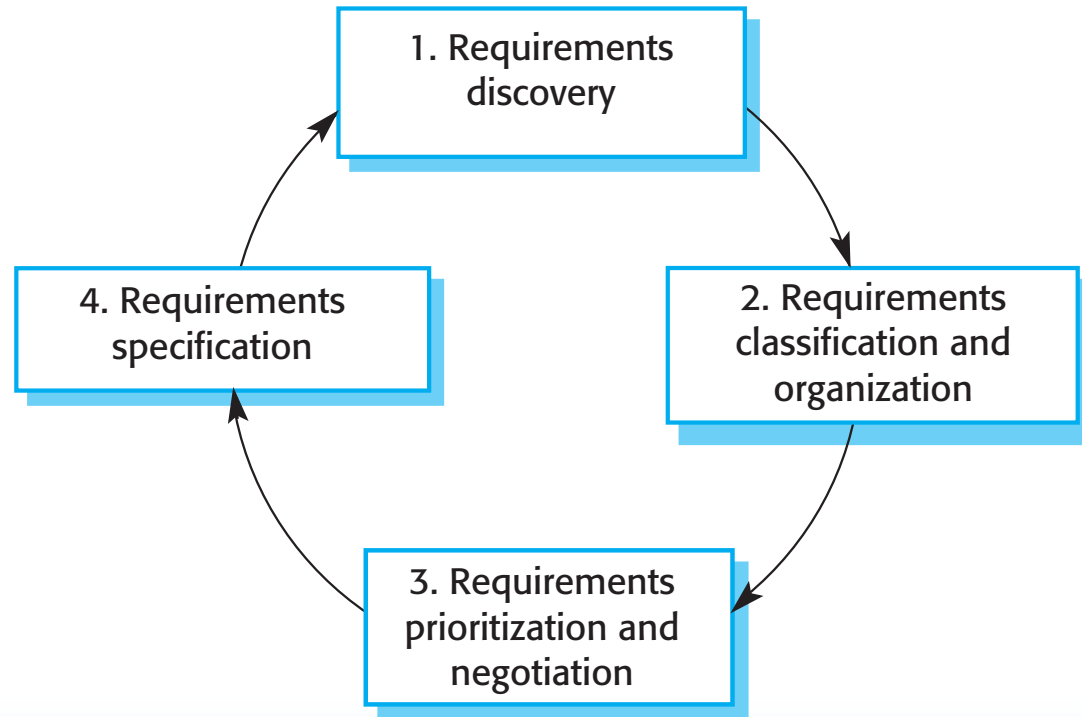 1. Requirements
discovery
2. Requirements
classification and
organization
3. Requirements
prioritization and
negotiation
4. Requirements
specification